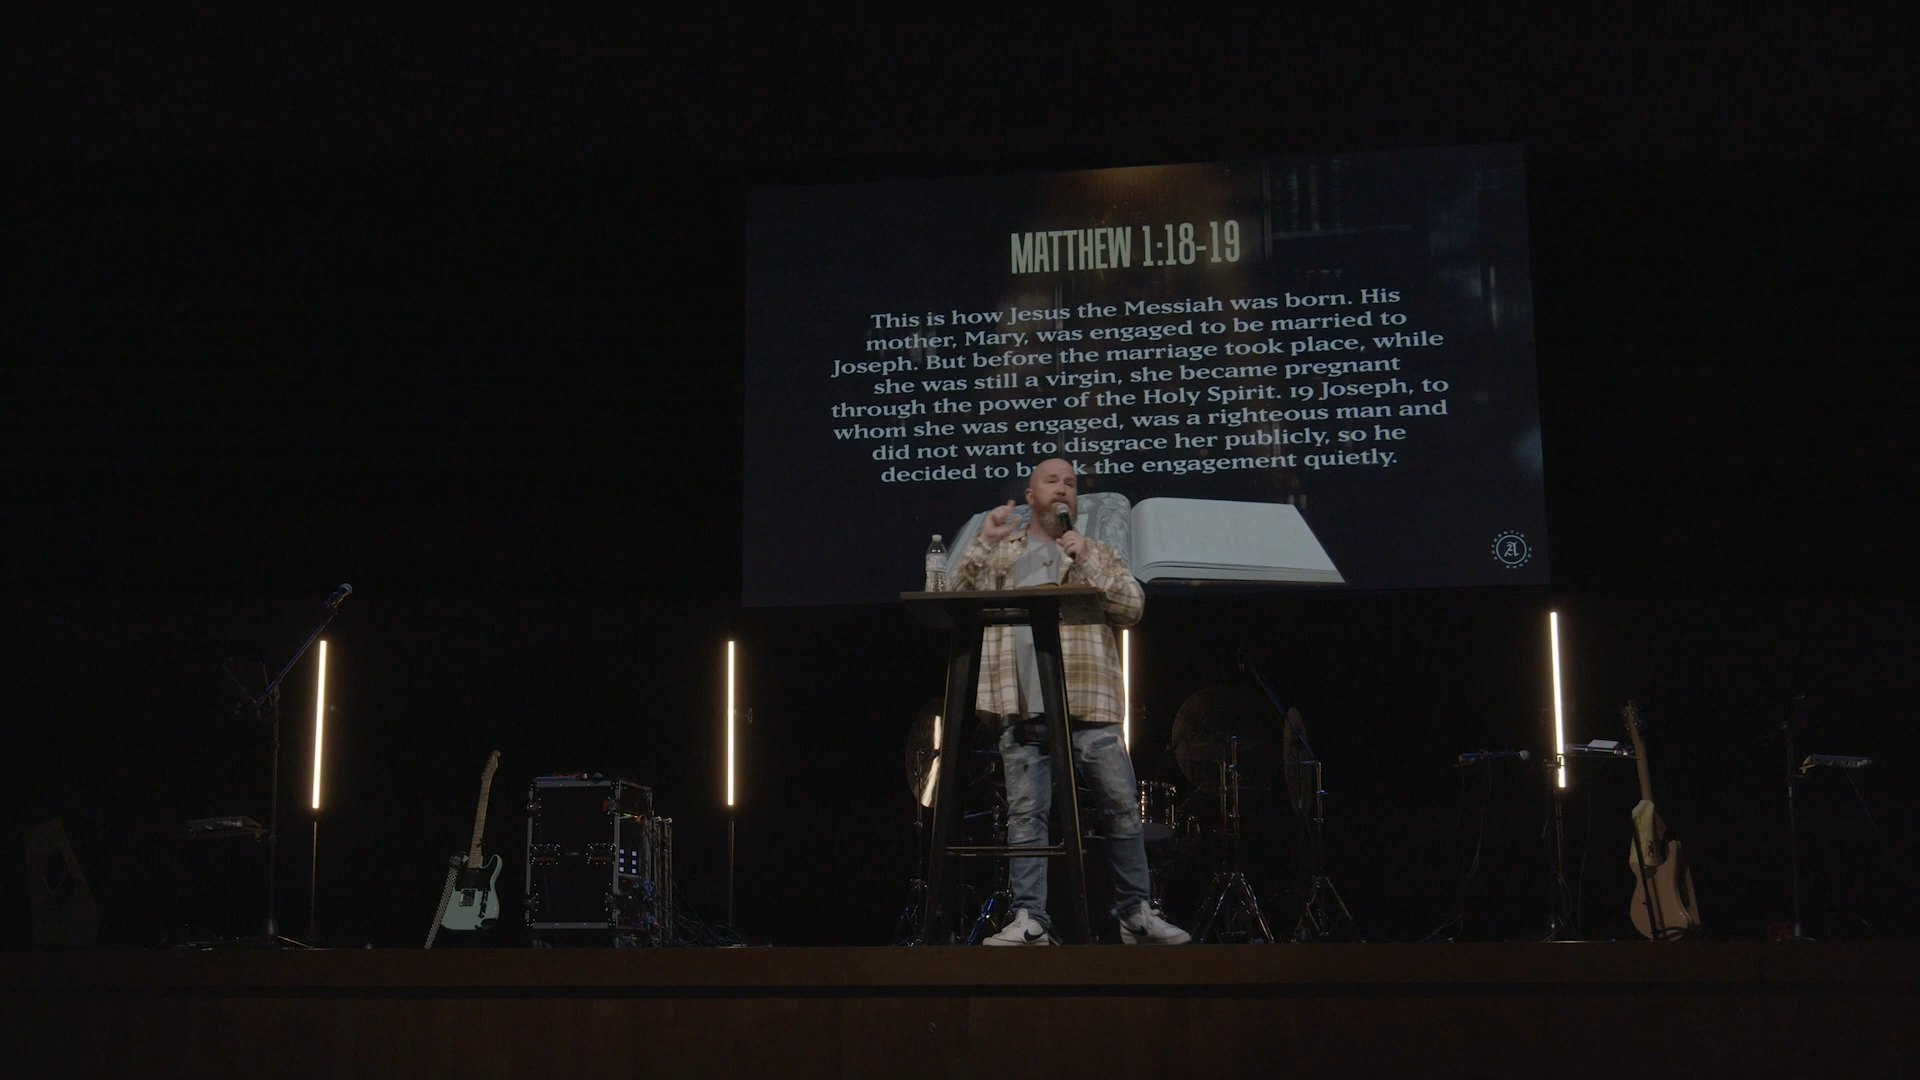 MATTHEW 1:18-19
This is how Jesus the Messiah was born. His
mother, Mary, was engaged to be married to
Joseph. But before the marriage took place, while
she was still a virgin, she became pregnant
through the power of the Holy Spirit. 19 Joseph, to
whom she was engaged, was a righteous man and
did not want to disgrace her publicly, so he
decided to the engagement quietly.
A